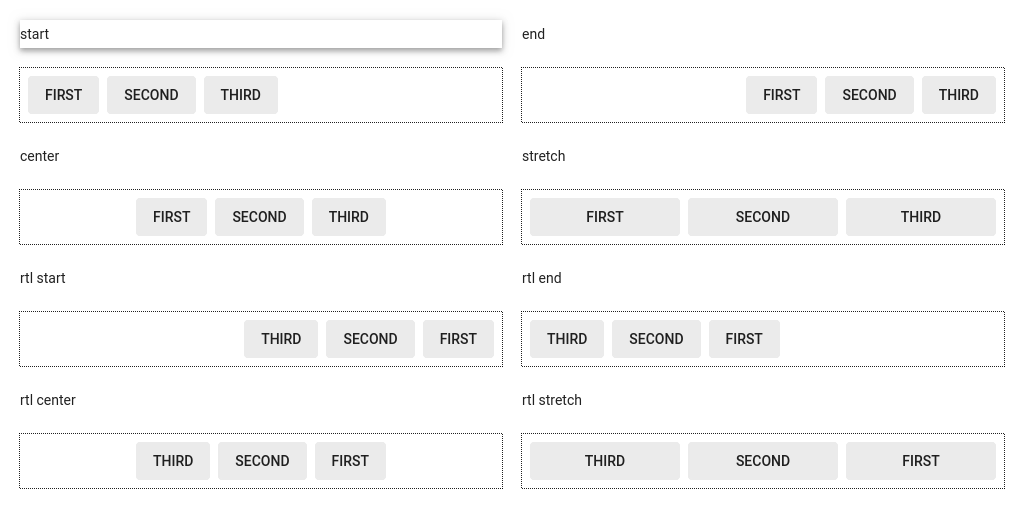 start
FIRST SECOND THIRD
end
FIRST SECOND THIRD
center
FIRST SECOND THIRD
stretch
FIRST SECOND THIRD
rtl start
THIRD SECOND FIRST
rtl end
THIRD SECOND FIRST
rtl center
THIRD SECOND FIRST
rtl stretch
THIRD SECOND FIRST